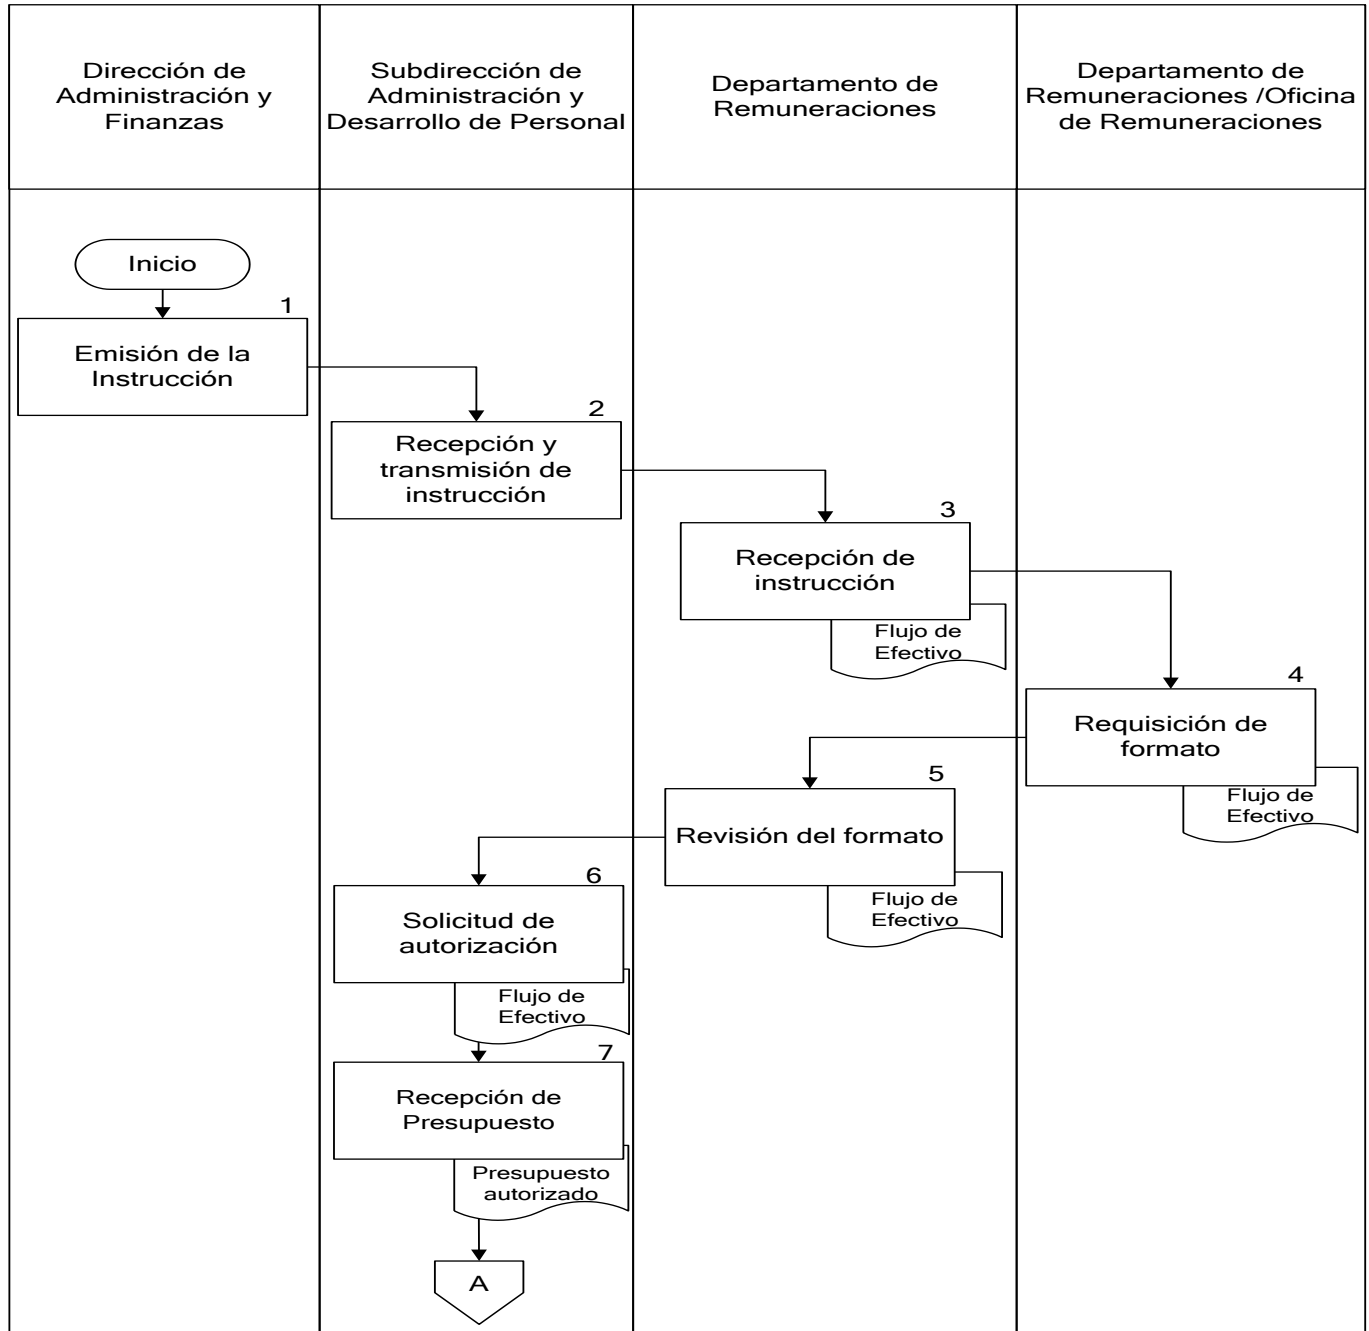 Dirección de
Administración y
Finanzas
Subdirección de
Administración y
Desarrollo de Personal
Departamento de
Remuneraciones
Departamento de
Remuneraciones /Oficina
de Remuneraciones
Inicio
1
Emisión de la
Instrucción
2
Recepción y
transmisión de
instrucción
3
Recepción de
instrucción
Flujo de
Efectivo
4
Requisición de
formato
Flujo de
Efectivo
5
Revisión del formato
Flujo de
Efectivo
6
Solicitud de
autorización
Flujo de
Efectivo
7
Recepción de
Presupuesto
Presupuesto
autorizado
A